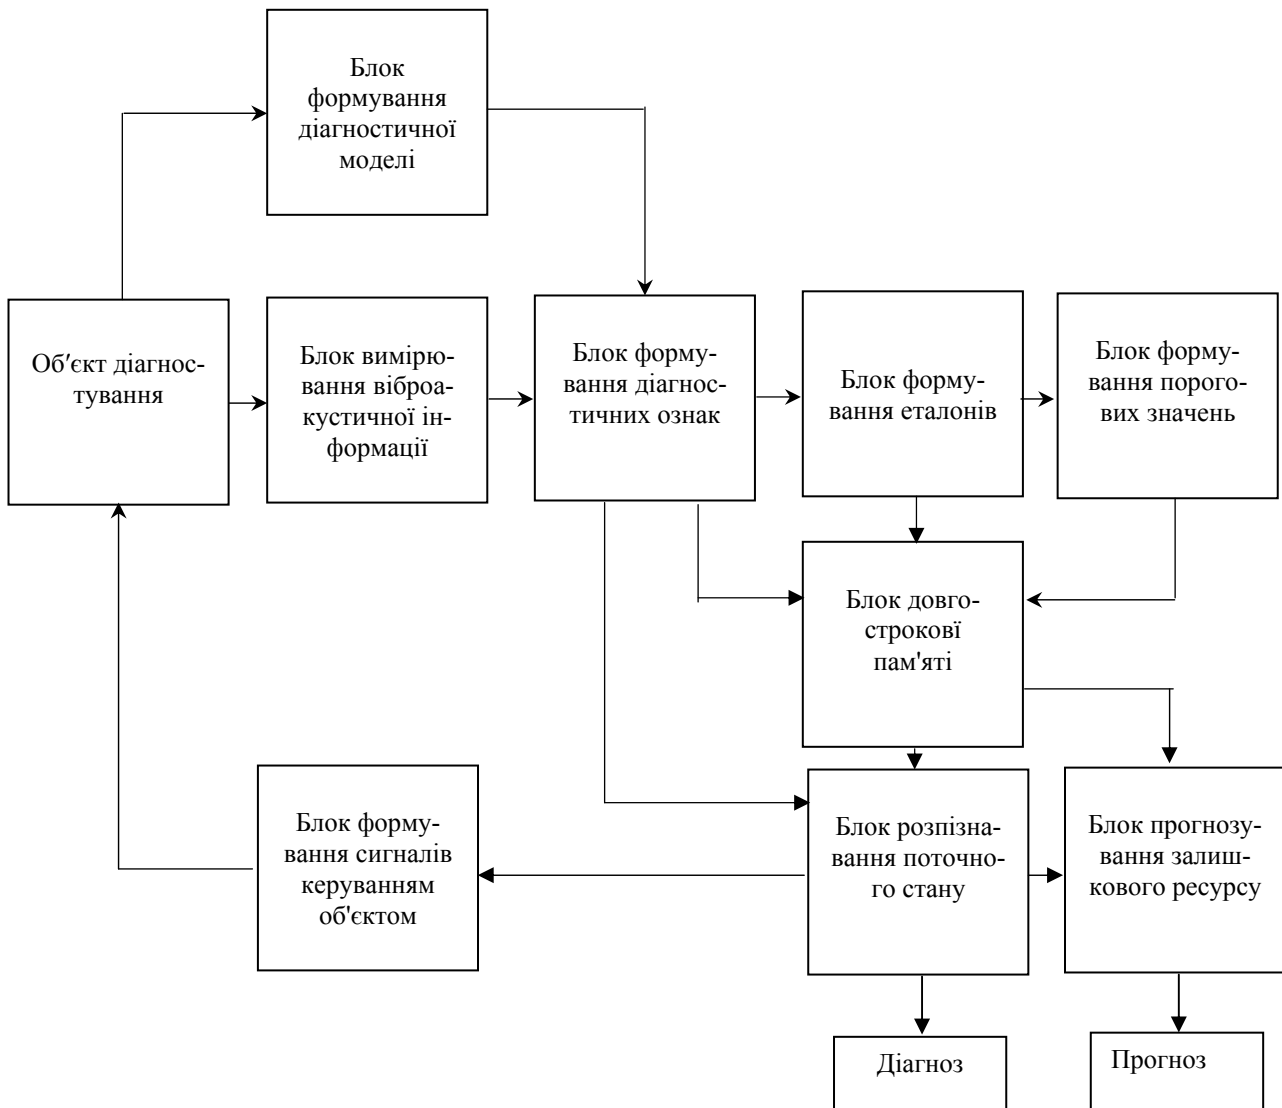 Блок
формування
діагностичної
моделі
Об'єкт діагнос-
тування
Блок вимірю-
вання віброа-
кустичної ін-
формації
Блок форму-
вання діагнос-
тичних ознак
Блок форму-
вання еталонів
Блок форму-
вання порого-
вих значень
Блок довго-
строкові
пам'яті
Блок форму-
вання сигналів
керуванням
об'єктом
Блок розпізна-
вання поточно-
го стану
Блок прогнозу-
вання залиш-
кового ресурсу
Діагноз
Прогноз